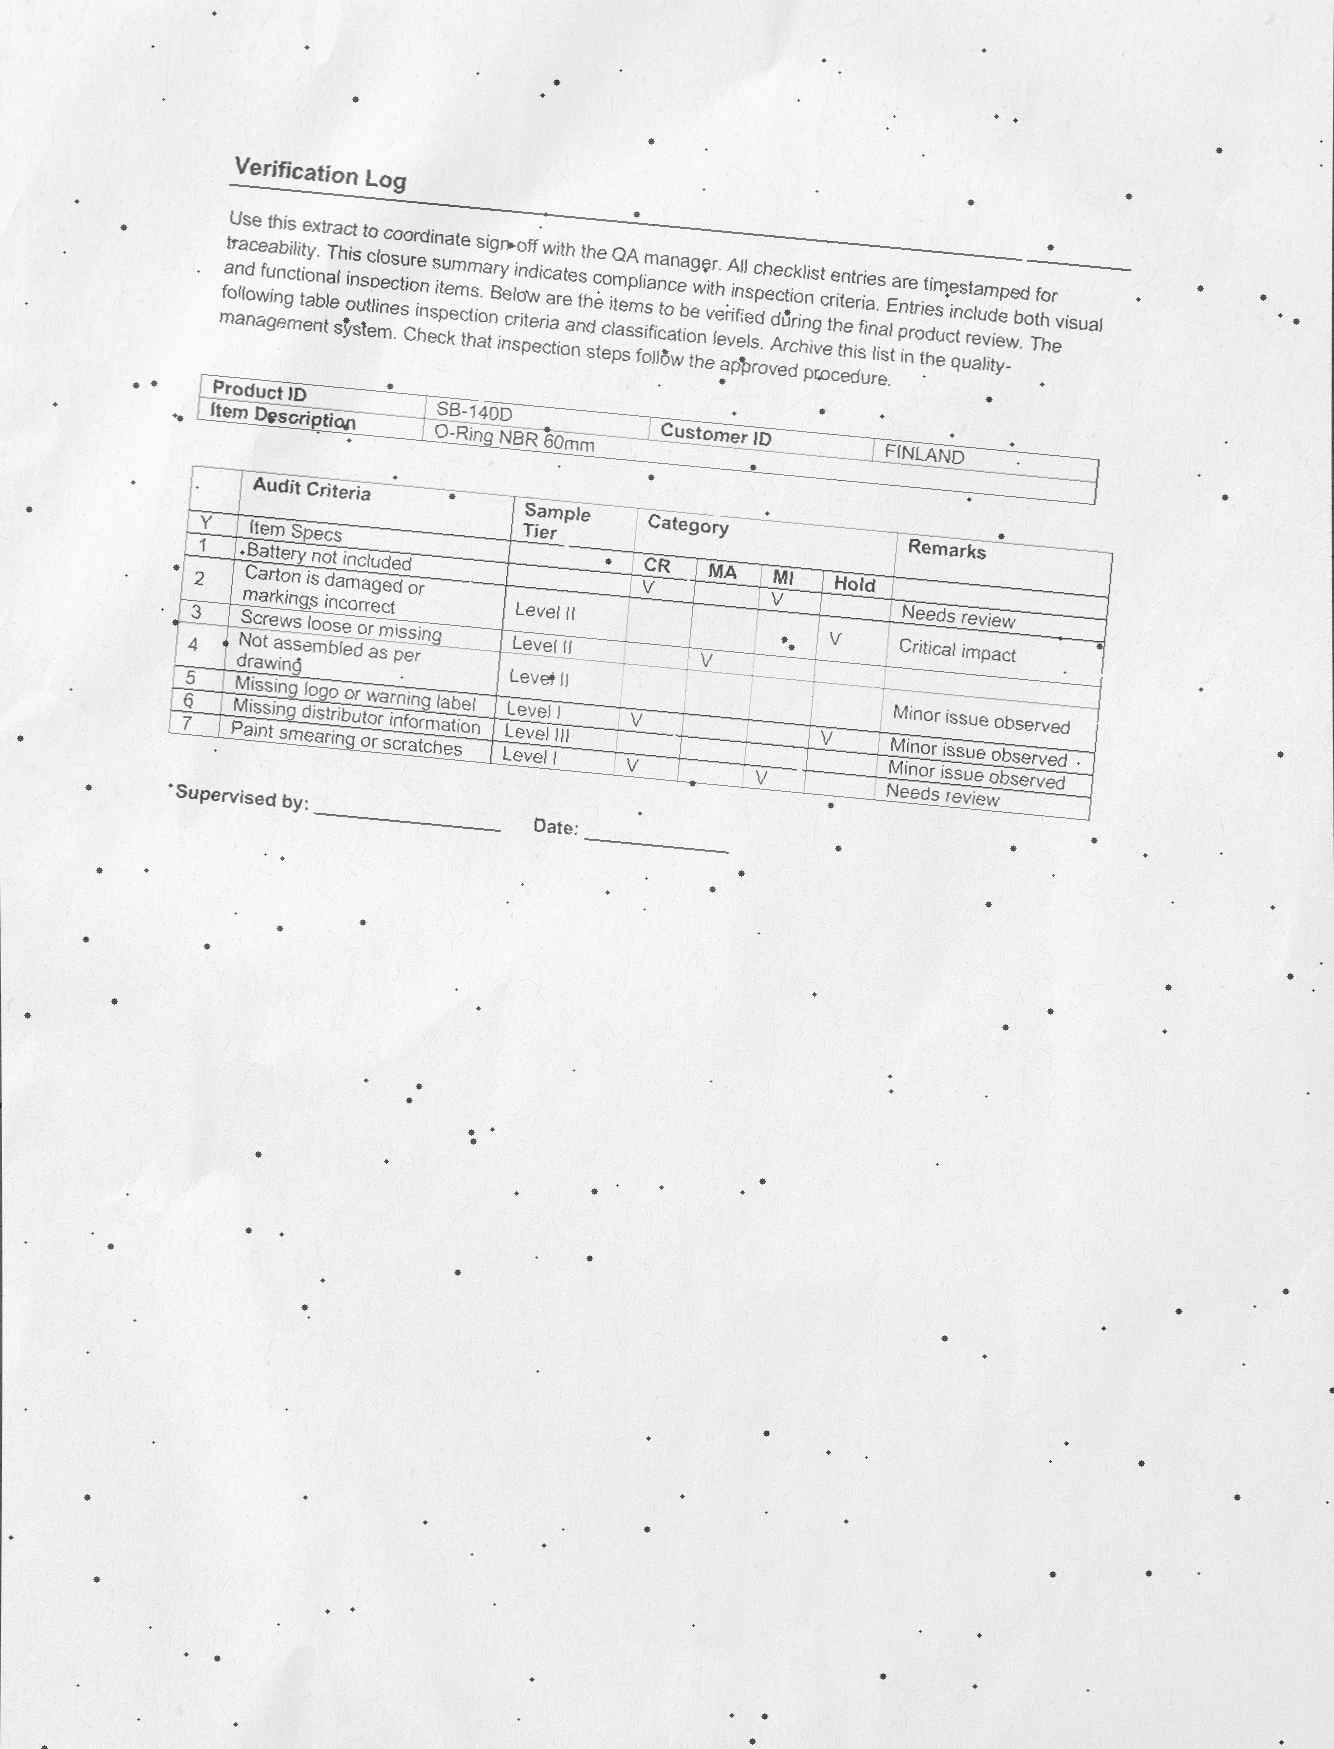 Verification Log
Use this extract to coordinate sign-off with the QA manager. All checklist entries are timestamped for
traceability. This closure summary indicates compliance with inspection criteria. Entries include both visual
and functional inspection items. Below are the items to be verified during the final product review. The
following table outlines inspection criteria and classification levels. Archive this list in the quality-
management system. Check that inspection steps follow the approved procedure.
Product ID SB-140D Customer ID FINLAND
Item Description O-Ring NBR 60mm
Audit Criteria Sample Tier Category Remarks
Y Item Specs CR MA MI Hold
1 Battery not included V V Needs review
2 Carton is damaged or
markings incorrect Level II V Critical impact
3 Screws loose or missing Level II V
4 Not assembled as per
drawing Level II Minor issue observed
5 Missing logo or warning label Level I V V Minor issue observed
6 Missing distributor information Level III Minor issue observed
7 Paint smearing or scratches Level I V V Needs review
Supervised by: Date: